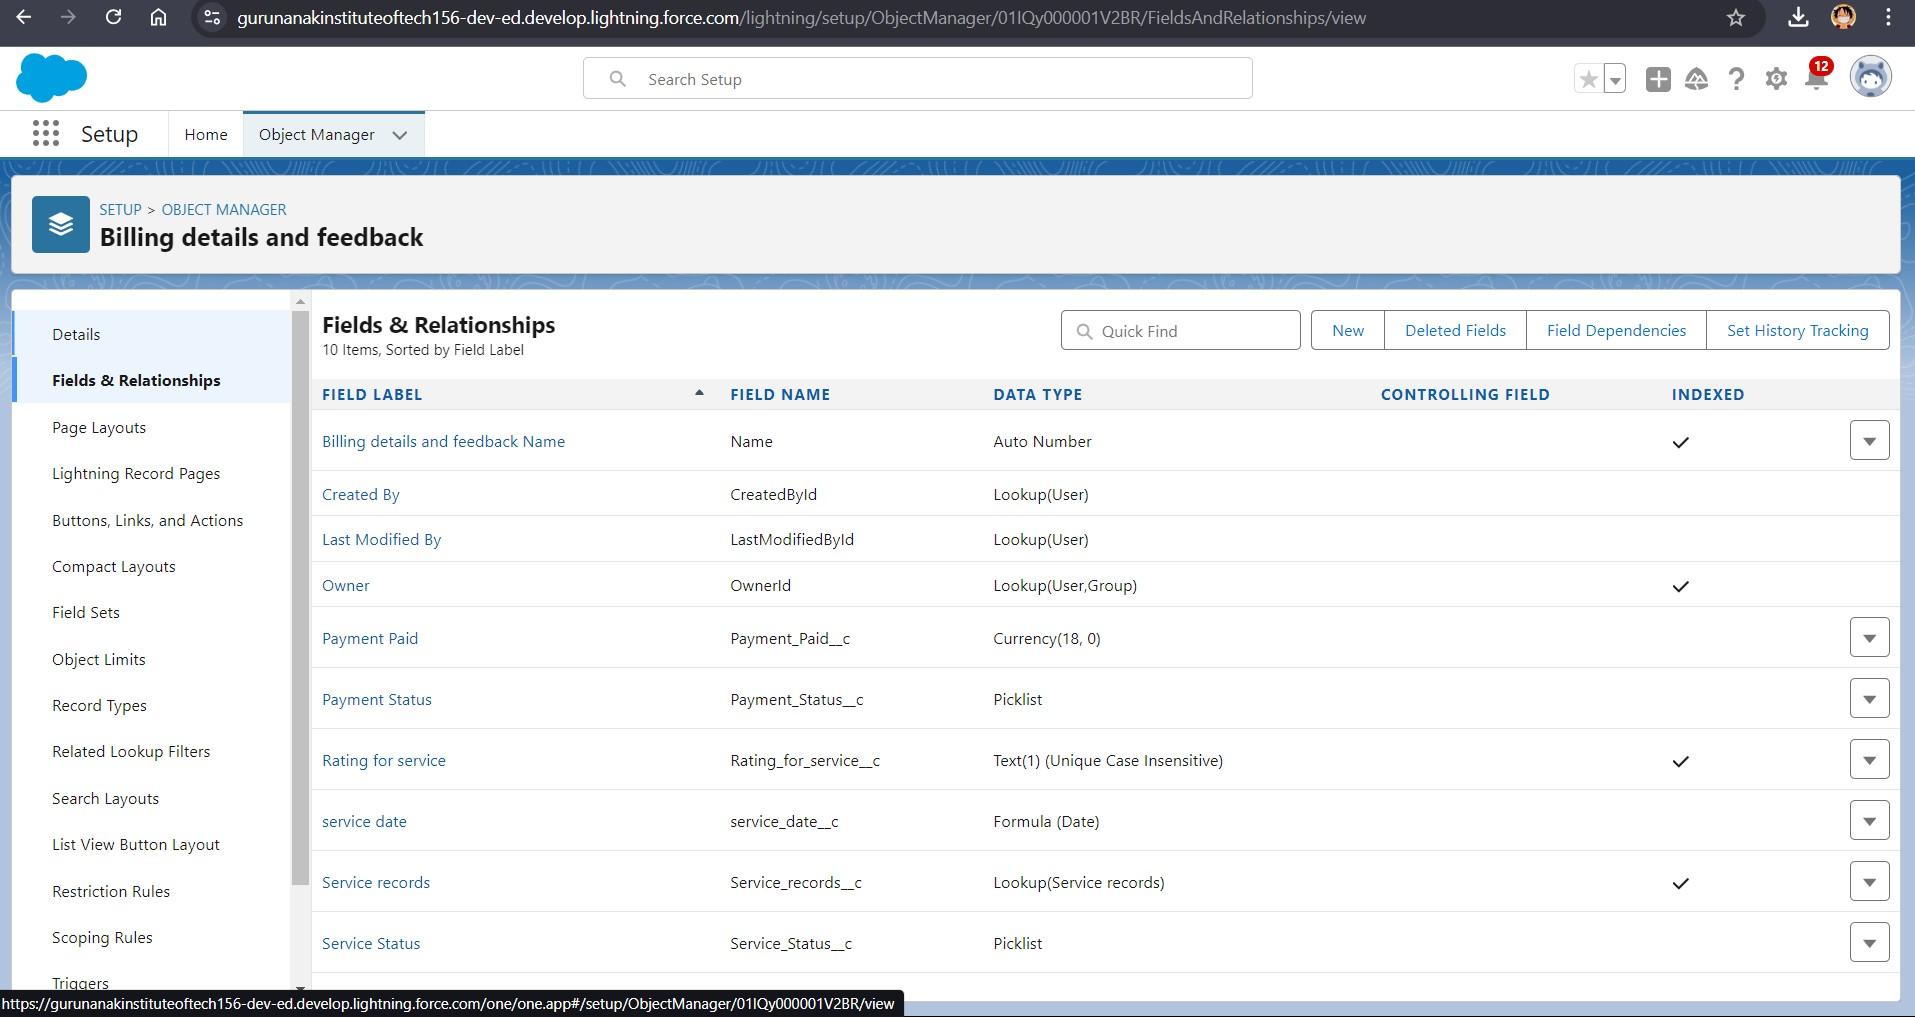 gurunanakinstituteoftech156-dev-ed.develop.lightning.force.com/lightning/setup/ObjectManager/01IQy000001V2BR/FieldsAndRelationships/view
Search Setup
12
Setup
Home
Object Manager
SETUP > OBJECT MANAGER
Billing details and feedback
Details
Fields & Relationships
Page Layouts
Lightning Record Pages
Buttons, Links, and Actions
Compact Layouts
Field Sets
Object Limits
Record Types
Related Lookup Filters
Search Layouts
List View Button Layout
Restriction Rules
Scoping Rules
Triggers
Fields & Relationships
10 Items, Sorted by Field Label
Quick Find
New
Deleted Fields
Field Dependencies
Set History Tracking
FIELD LABEL FIELD NAME DATA TYPE CONTROLLING FIELD INDEXED
Billing details and feedback Name Name Auto Number
Created By CreatedById Lookup(User)
Last Modified By LastModifiedById Lookup(User)
Owner OwnerId Lookup(User,Group)
Payment Paid Payment_Paid__c Currency(18, 0)
Payment Status Payment_Status__c Picklist
Rating for service Rating_for_service__c Text(1) (Unique Case Insensitive)
service date service_date__c Formula (Date)
Service records Service_records__c Lookup(Service records)
Service Status Service_Status__c Picklist
https://gurunanakinstituteoftech156-dev-ed.develop.lightning.force.com/one/one.app#/setup/ObjectManager/01IQy000001V2BR/view